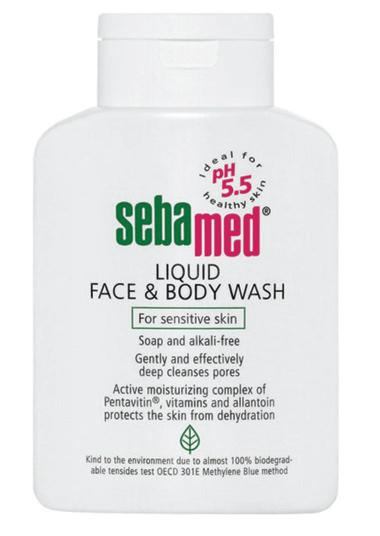 Ideal for
pH
5.5
healthy skin
sebamed®
LIQUID
FACE & BODY WASH
For sensitive skin
Soap and alkali-free
Gently and effectively
deep cleanses pores
Active moisturizing complex of
Pentavitin®, vitamins and allantoin
protects the skin from dehydration
Kind to the environment due to almost 100% biodegrad-
able tensides test OECD 301E Methylene Blue method